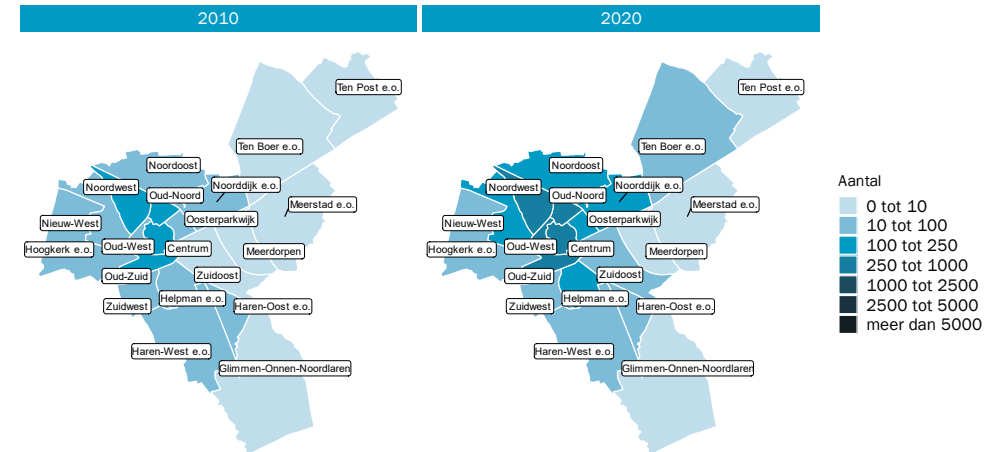 2010
Ten Post e.o.
Ten Boer e.o.
Noordoost
Noordwest
Noorddijk e.o.
Oud-Noord
Meerstad e.o.
Nieuw-West
Oosterparkwijk
Hoogkerk e.o.
Oud-West
Centrum
Meerdorpen
Oud-Zuid
Zuidoost
Zuidwest
Helpman e.o.
Haren-Oost e.o.
Haren-West e.o.
Glimmen-Onnen-Noordlaren
2020
Ten Post e.o.
Ten Boer e.o.
Noordoost
Noordwest
Noorddijk e.o.
Oud-Noord
Meerstad e.o.
Nieuw-West
Oosterparkwijk
Hoogkerk e.o.
Oud-West
Centrum
Meerdorpen
Oud-Zuid
Zuidoost
Zuidwest
Helpman e.o.
Haren-Oost e.o.
Haren-West e.o.
Glimmen-Onnen-Noordlaren
Aantal
0 tot 10
10 tot 100
100 tot 250
250 tot 1000
1000 tot 2500
2500 tot 5000
meer dan 5000